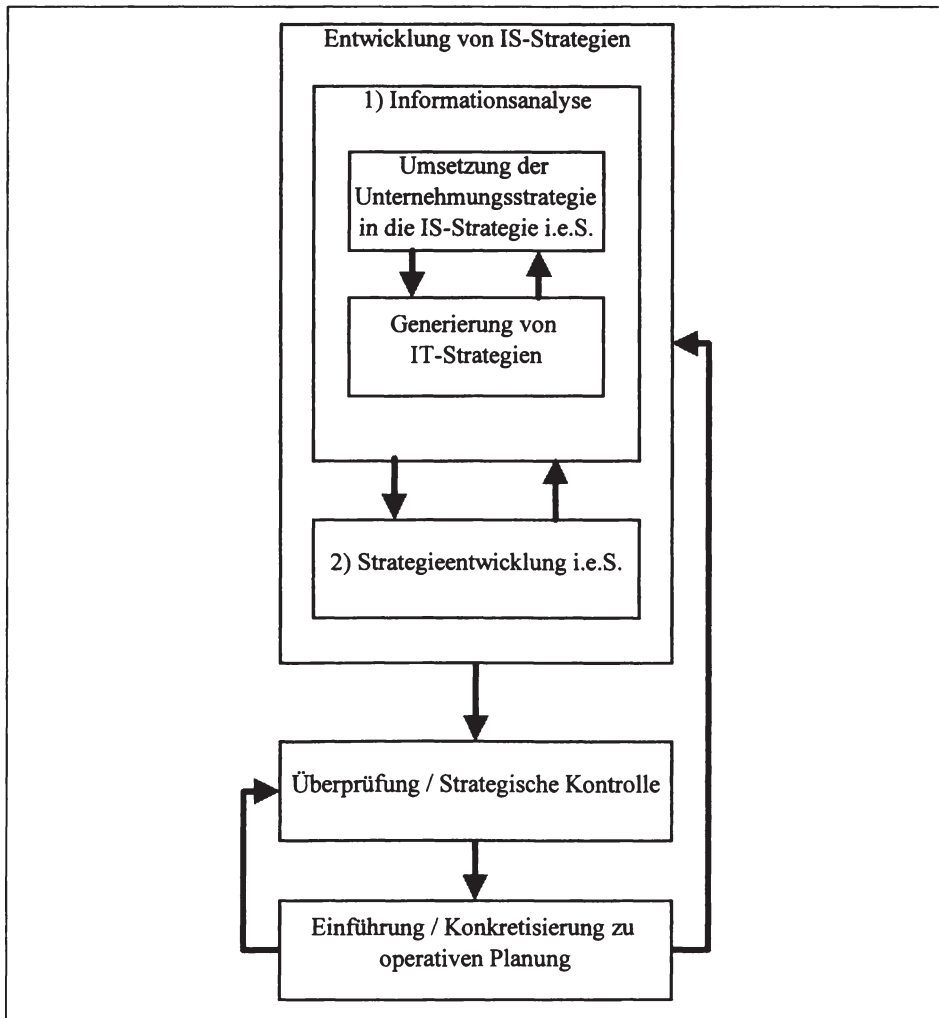 Entwicklung von IS-Strategien
1) Informationsanalyse
Umsetzung der
Unternehmungsstrategie
in die IS-Strategie i.e.S.
Generierung von
IT-Strategien
2) Strategieentwicklung i.e.S.
Überprüfung / Strategische Kontrolle
Einführung / Konkretisierung zu
operativen Planung